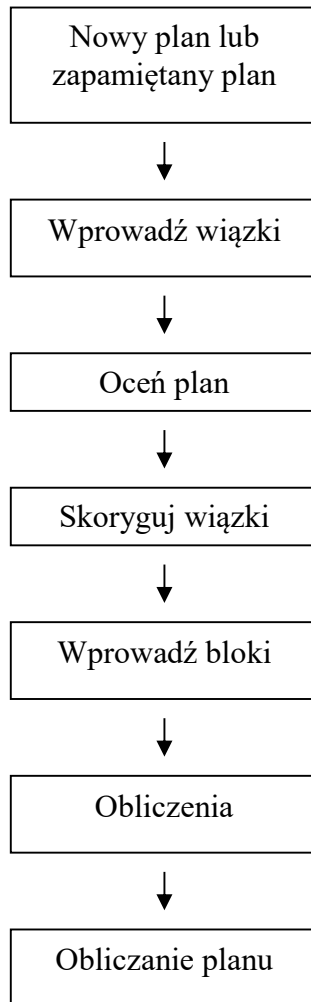 Nowy plan lub
zapamiętany plan
Wprowadź wiązki
Oceń plan
Skoryguj wiązki
Wprowadź bloki
Obliczenia
Obliczanie planu